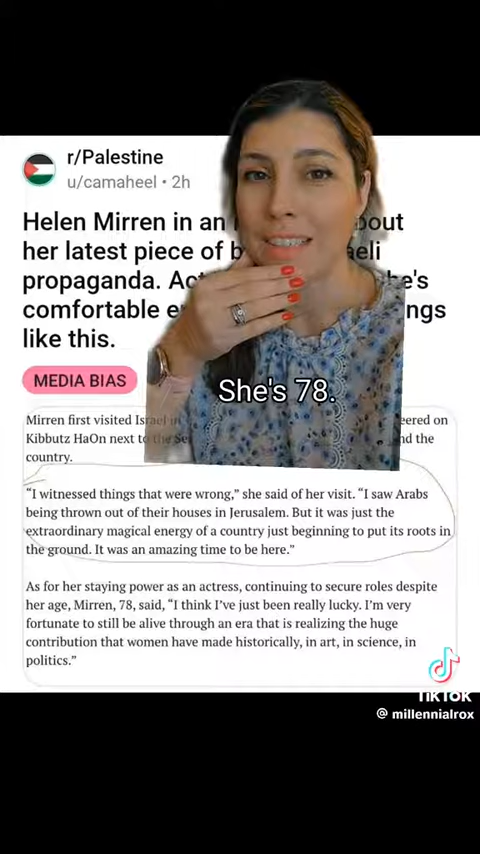 r/Palestine
u/camaheel • 2h
Helen Mirren in an bout
her latest piece of
propaganda. he's
comfortable ngs
like this.
MEDIA BIAS
She's 78.
Mirren first visited Israel in
Kibbutz HaOn next to the
country.
"I witnessed things that were wrong," she said of her visit. "I saw Arabs
being thrown out of their houses in Jerusalem. But it was just the
extraordinary magical energy of a country just beginning to put its roots in
the ground. It was an amazing time to be here."
As for her staying power as an actress, continuing to secure roles despite
her age, Mirren, 78, said, "I think I've just been really lucky. I'm very
fortunate to still be alive through an era that is realizing the huge
contribution that women have made historically, in art, in science, in
politics."
TikTok
@ millennialrox